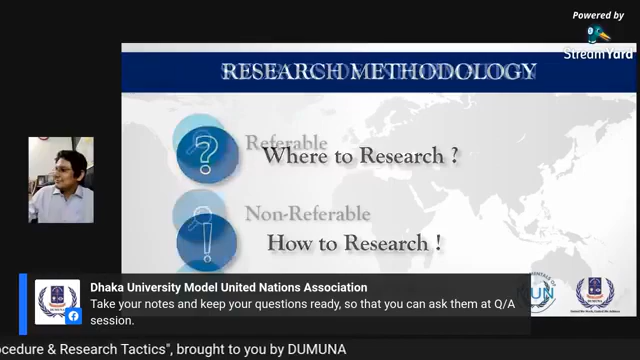 Powered by
StreamYard
RESEARCH METHODOLOGY
Referable
Where to Research ?
Non-Referable
How to Research !
Dhaka University Model United Nations Association
Take your notes and keep your questions ready, so that you can ask them at Q/A
session.
ocedure & Research Tactics", brought to you by DUMUNA